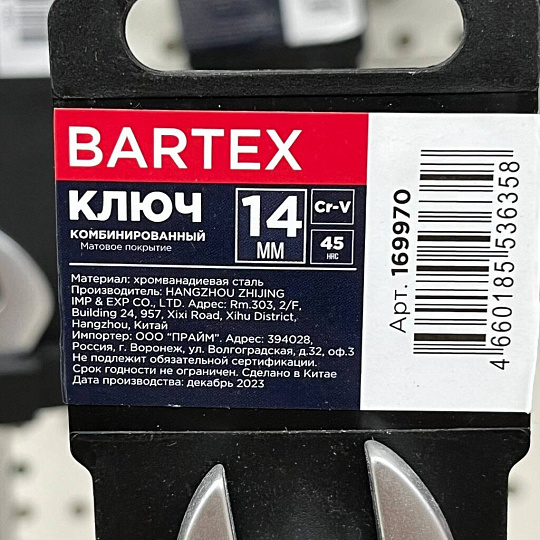 BARTEX
КЛЮЧ
КОМБИНИРОВАННЫЙ
Матовое покрытие
14
ММ
Cr-V
45
HRC
Материал: хромванадиевая сталь
Производитель: HANGZHOU ZHIJING
IMP & EXP CO., LTD. Адрес: Rm.303, 2/F,
Building 24, 957, Xixi Road, Xihu District,
Hangzhou, Китай
Импортер: ООО "ПРАЙМ". Адрес: 394028,
Россия, г. Воронеж, ул. Волгоградская, д.32, оф.3
Не подлежит обязательной сертификации.
Срок годности не ограничен. Сделано в Китае
Дата производства: декабрь 2023
Арт. 169970
4 660185 536358